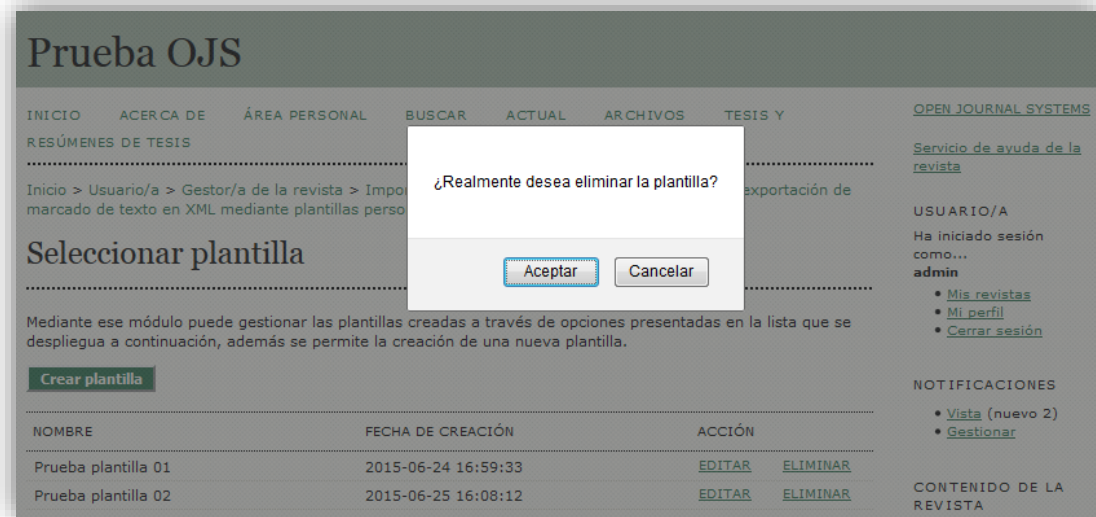 Prueba OJS
INICIO ACERCA DE ÁREA PERSONAL BUSCAR ACTUAL ARCHIVOS TESIS Y
RESÚMENES DE TESIS
Inicio > Usuario/a > Gestor/a de la revista > exportación de
marcado de texto en XML mediante plantillas
Seleccionar plantilla
Mediante ese módulo puede gestionar las plantillas creadas a través de opciones presentadas en la lista que se
despliegua a continuación, además se permite la creación de una nueva plantilla.
Crear plantilla
NOMBRE FECHA DE CREACIÓN ACCIÓN
Prueba plantilla 01 2015-06-24 16:59:33 EDITAR ELIMINAR
Prueba plantilla 02 2015-06-25 16:08:12 EDITAR ELIMINAR
¿Realmente desea eliminar la plantilla?
Aceptar Cancelar
OPEN JOURNAL SYSTEMS
Servicio de ayuda de la
revista
USUARIO/A
Ha iniciado sesión
como...
admin
Mis revistas
Mi perfil
Cerrar sesión
NOTIFICACIONES
Vista (nuevo 2)
Gestionar
CONTENIDO DE LA
REVISTA